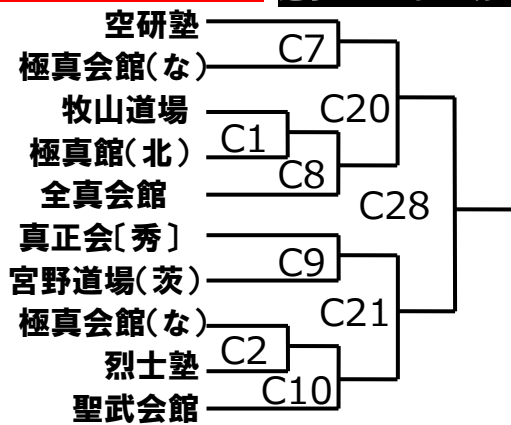 空研塾
C7
極真会館(な)
C20
牧山道場
C1
極真館(北)
C8
全真会館
C28
真正会〔秀〕
C9
宮野道場(茨)
C21
極真会館(な)
C2
烈士塾
C10
聖武会館